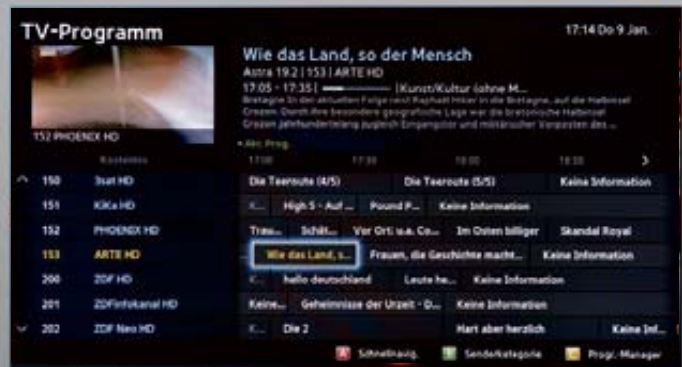 TV-Programm
17:14 Do 9 Jan.
Wie das Land, so der Mensch
Astra 19.2 | 153 | ARTE HD
17:05 - 17:35 | Kunst/Kultur (ohne M...
Bretagne In der aktuellen Folge reist Raphaël Hitier in die Bretagne, auf die Halbinsel
Crozon. Durch ihre besondere geografische Lage war die bretonische Halbinsel
Crozon jahrhundertelang zugleich Eingangstor und militärischer Vorposten des ...
152 PHOENIX HD
Akt. Prog.
Kostenlos 17:00 17:30 18:00 18:30
150 3sat HD Die Teeroute (4/5) Die Teeroute (5/5) Keine Information
151 KiKa HD K... High 5 - Auf ... Pound P... Keine Information
152 PHOENIX HD Trau... Schät... Vor Ort: u.a. Co... Im Osten billiger Skandal Royal
153 ARTE HD ... Wie das Land, s... Frauen, die Geschichte macht... Keine Information
200 ZDF HD K... hallo deutschland Leute he... Keine Information
201 ZDFinfokanal HD Keine... Geheimnisse der Urzeit - D... Keine Information
202 ZDF Neo HD K... Die 2 Hart aber herzlich Keine Inf...
A Schnellnavig. Senderkategorie C Progr.-Manager